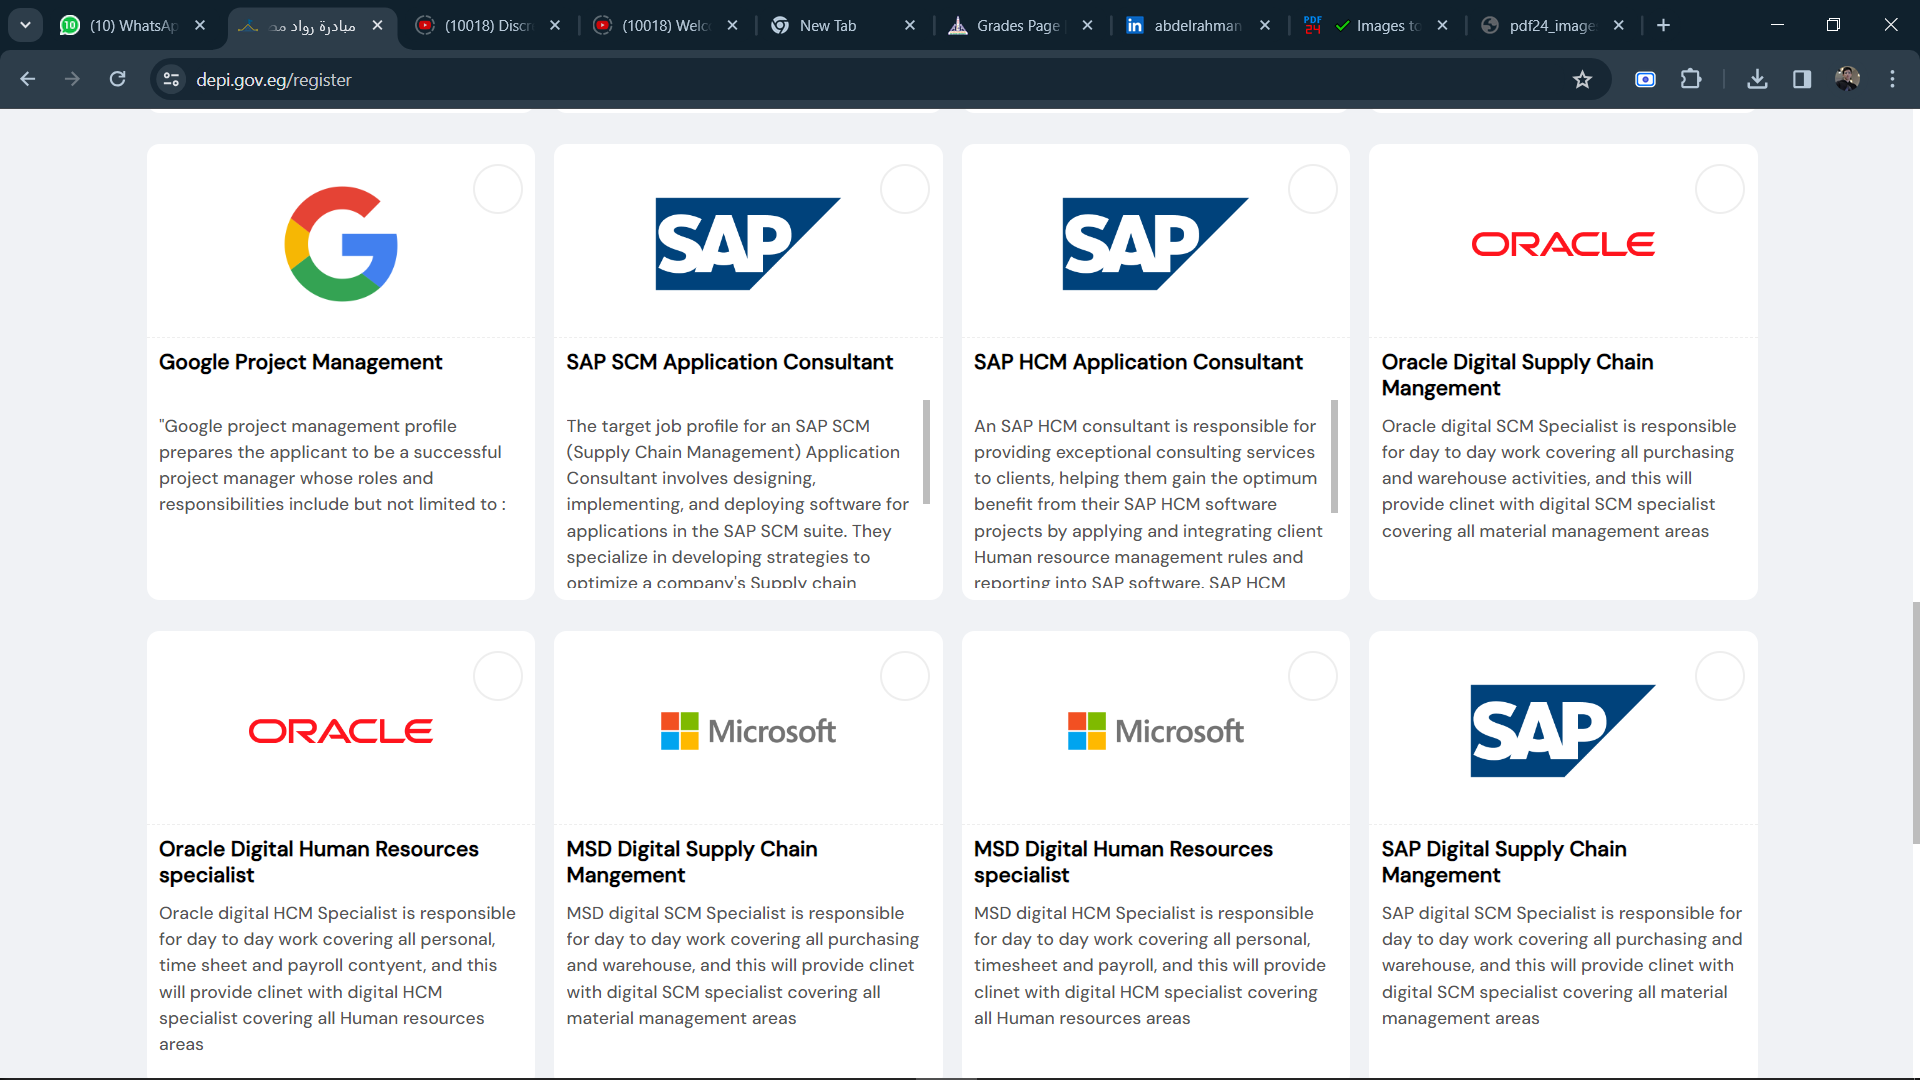 (10) WhatsAp
مبادرة رواد مص
(10018) Discr
(10018) Welc
New Tab
Grades Page
abdelrahman
Images to
pdf24_image
depi.gov.eg/register
SAP
SAP
ORACLE
Google Project Management
"Google project management profile
prepares the applicant to be a successful
project manager whose roles and
responsibilities include but not limited to :
SAP SCM Application Consultant
The target job profile for an SAP SCM
(Supply Chain Management) Application
Consultant involves designing,
implementing, and deploying software for
applications in the SAP SCM suite. They
specialize in developing strategies to
optimize a company's Supply chain
SAP HCM Application Consultant
An SAP HCM consultant is responsible for
providing exceptional consulting services
to clients, helping them gain the optimum
benefit from their SAP HCM software
projects by applying and integrating client
Human resource management rules and
reporting into SAP software. SAP HCM
Oracle Digital Supply Chain
Mangement
Oracle digital SCM Specialist is responsible
for day to day work covering all purchasing
and warehouse activities, and this will
provide clinet with digital SCM specialist
covering all material management areas
ORACLE
Microsoft
Microsoft
SAP
Oracle Digital Human Resources
specialist
Oracle digital HCM Specialist is responsible
for day to day work covering all personal,
time sheet and payroll contyent, and this
will provide clinet with digital HCM
specialist covering all Human resources
areas
MSD Digital Supply Chain
Mangement
MSD digital SCM Specialist is responsible
for day to day work covering all purchasing
and warehouse, and this will provide clinet
with digital SCM specialist covering all
material management areas
MSD Digital Human Resources
specialist
MSD digital HCM Specialist is responsible
for day to day work covering all personal,
timesheet and payroll, and this will provide
clinet with digital HCM specialist covering
all Human resources areas
SAP Digital Supply Chain
Mangement
SAP digital SCM Specialist is responsible for
day to day work covering all purchasing and
warehouse, and this will provide clinet with
digital SCM specialist covering all material
management areas